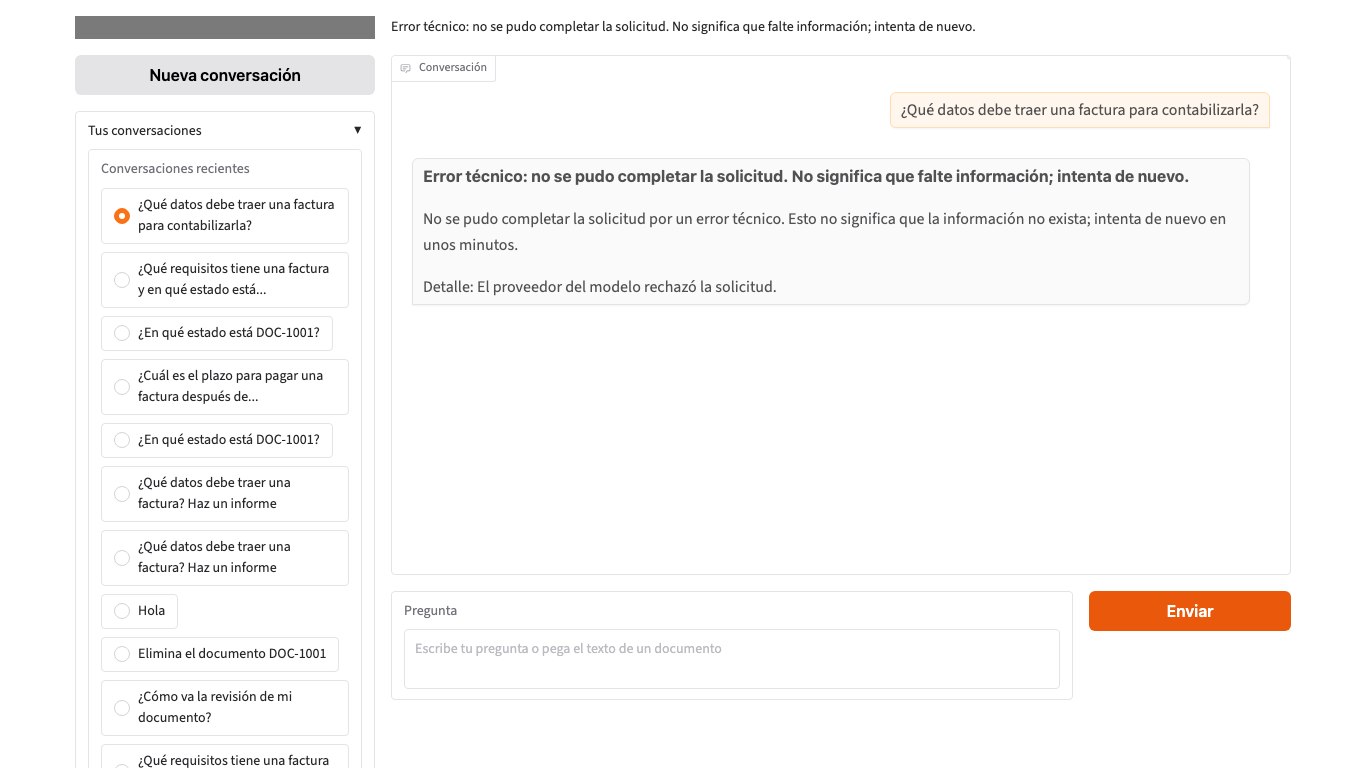 Error técnico: no se pudo completar la solicitud. No significa que falte información; intenta de nuevo.
Nueva conversación
Tus conversaciones
▼
Conversaciones recientes
¿Qué datos debe traer una factura
para contabilizarla?
¿Qué requisitos tiene una factura
y en qué estado está...
¿En qué estado está DOC-1001?
¿Cuál es el plazo para pagar una
factura después de...
¿En qué estado está DOC-1001?
¿Qué datos debe traer una
factura? Haz un informe
¿Qué datos debe traer una
factura? Haz un informe
Hola
Elimina el documento DOC-1001
¿Cómo va la revisión de mi
documento?
¿Qué requisitos tiene una factura
Conversación
¿Qué datos debe traer una factura para contabilizarla?
Error técnico: no se pudo completar la solicitud. No significa que falte información; intenta de nuevo.
No se pudo completar la solicitud por un error técnico. Esto no significa que la información no exista; intenta de nuevo en
unos minutos.
Detalle: El proveedor del modelo rechazó la solicitud.
Pregunta
Escribe tu pregunta o pega el texto de un documento
Enviar